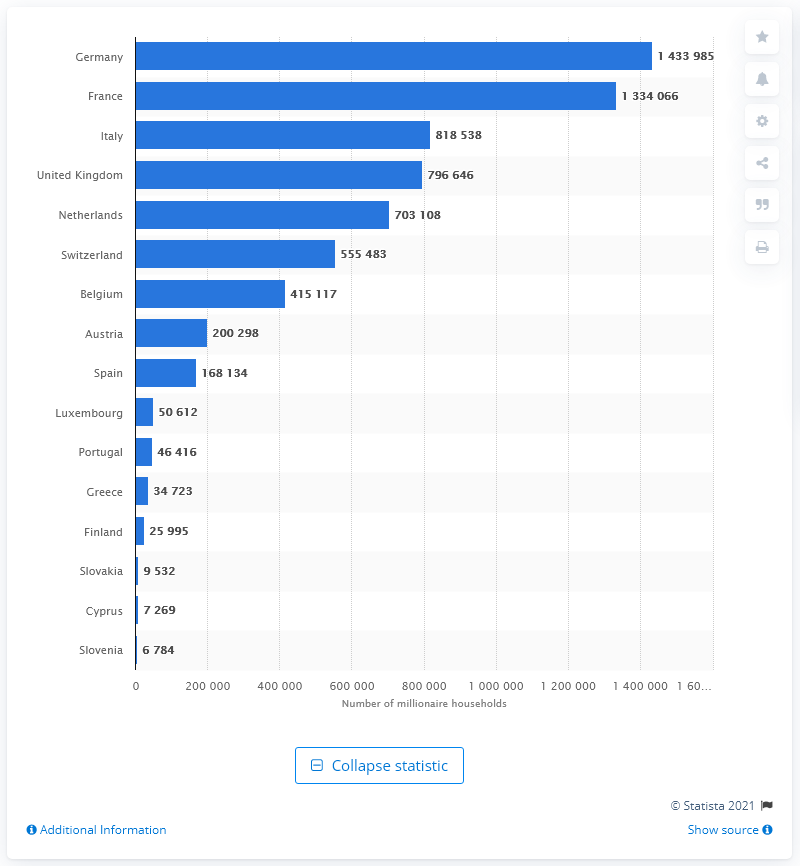 Germany 1 433 985
France 1 334 066
Italy 818 538
United Kingdom 796 646
Netherlands 703 108
Switzerland 555 483
Belgium 415 117
Austria 200 298
Spain 168 134
Luxembourg 50 612
Portugal 46 416
Greece 34 723
Finland 25 995
Slovakia 9 532
Cyprus 7 269
Slovenia 6 784
0 200 000 400 000 600 000 800 000 1 000 000 1 200 000 1 400 000 1 60...
Number of millionaire households
Collapse statistic
© Statista 2021
Additional Information Show source